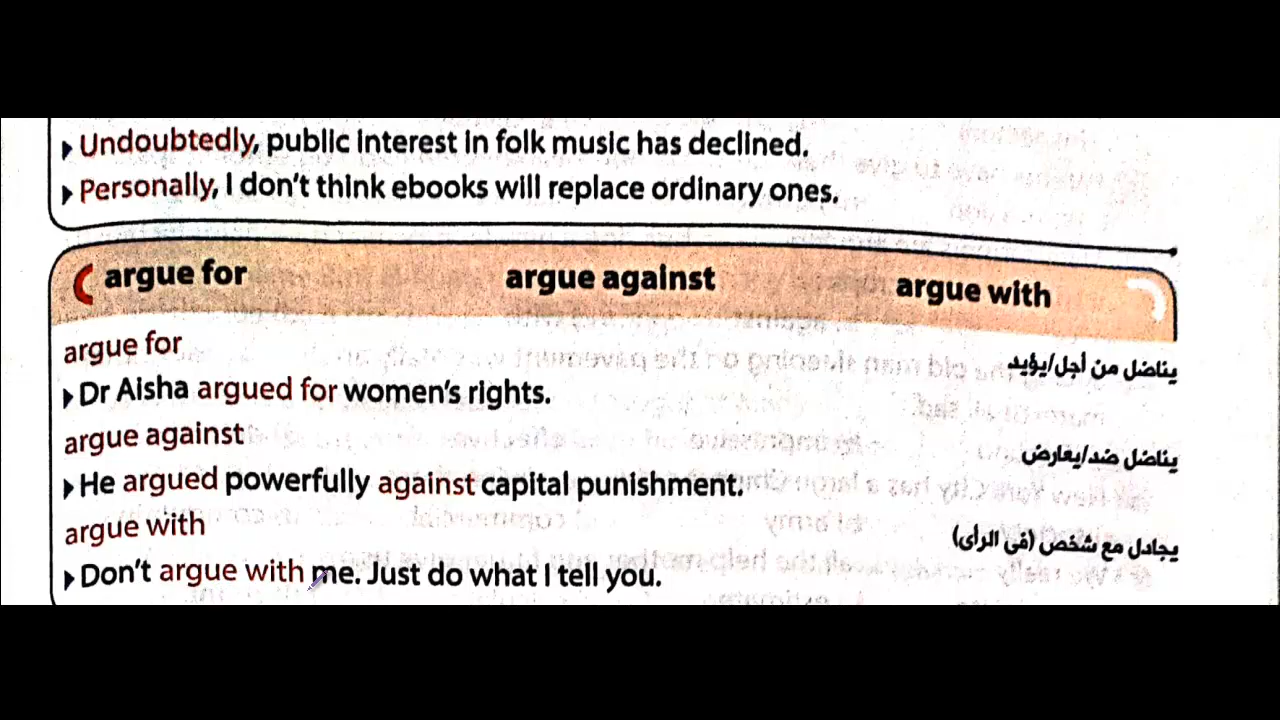 Undoubtedly, public interest in folk music has declined.
Personally, I don't think ebooks will replace ordinary ones.
argue for argue against argue with
argue for يناضل من أجل/يؤيد
Dr Aisha argued for women's rights.
argue against يناضل ضد/يعارض
He argued powerfully against capital punishment.
argue with يجادل مع شخص (فى الرأى)
Don't argue with me. Just do what I tell you.